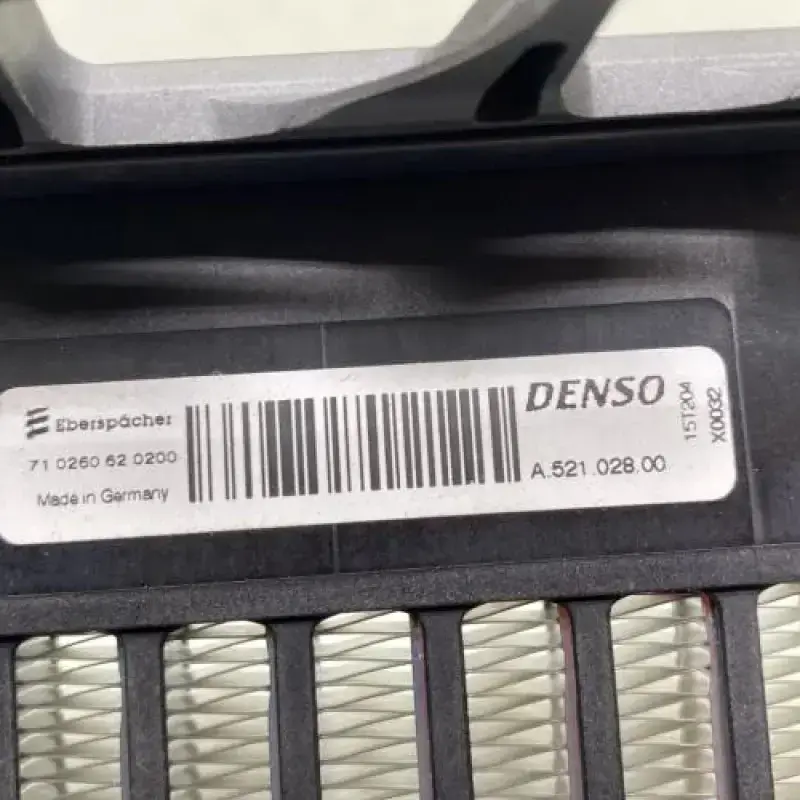 Eberspächer
71 0260 62 0200
Made in Germany
DENSO
A.521.028.00
15T204
X0032